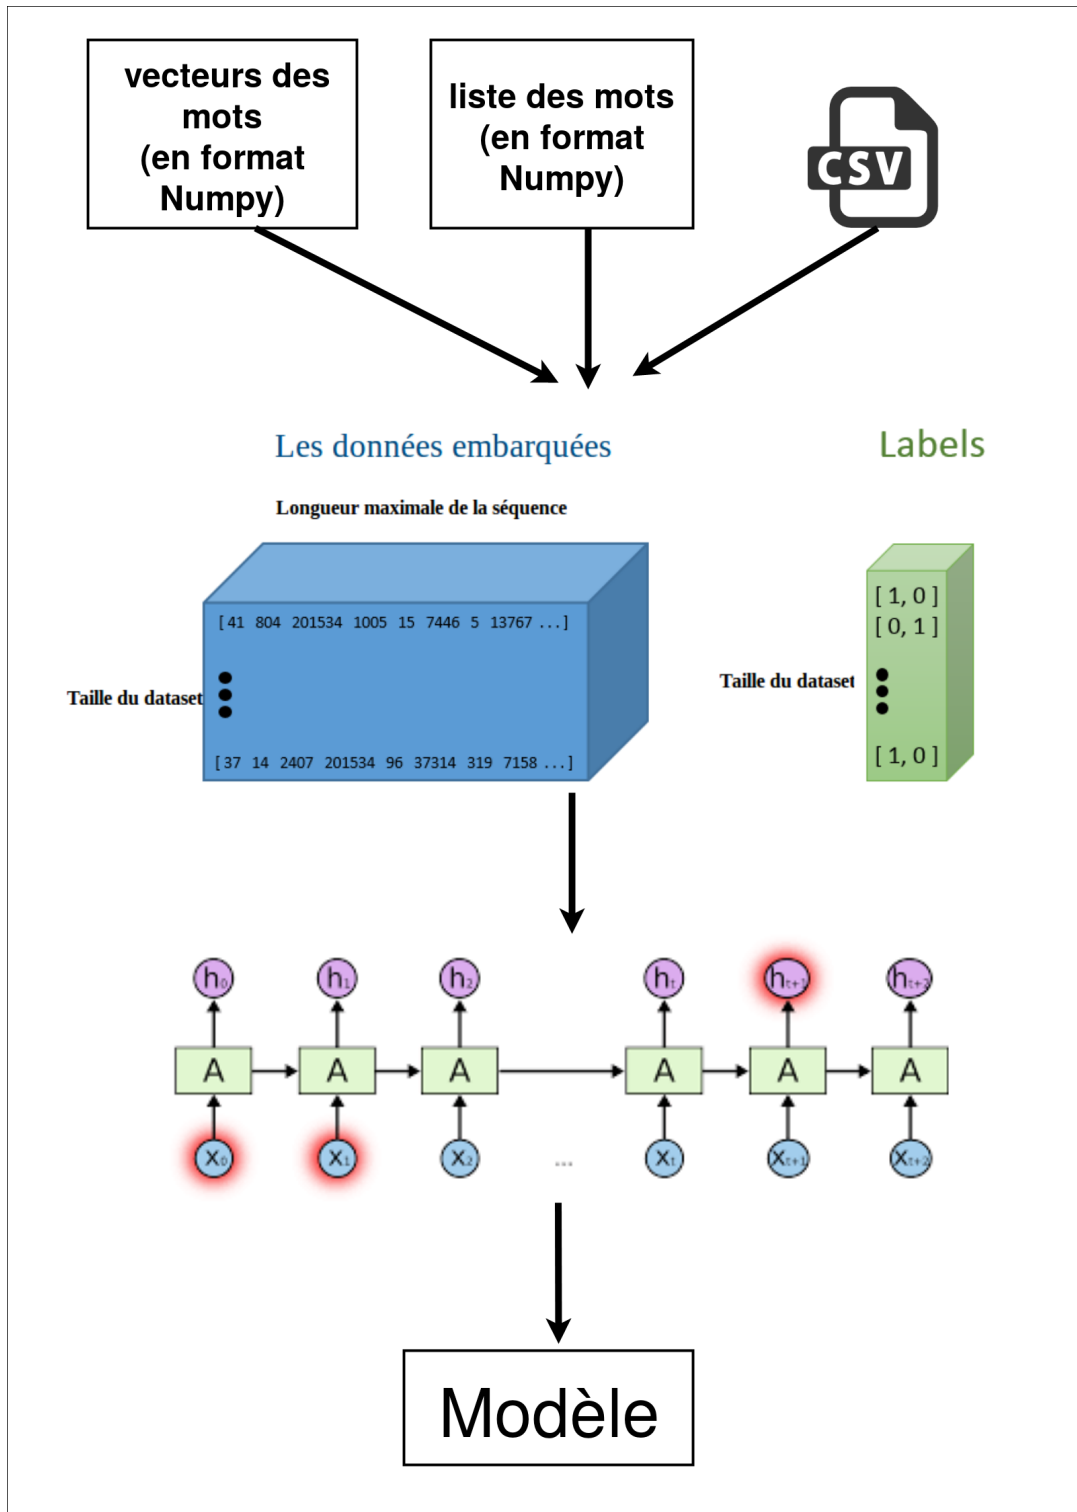 vecteurs des
mots
(en format
Numpy)
liste des mots
(en format
Numpy)
CSV
Les données embarquées
Labels
Longueur maximale de la séquence
[ 41 804 201534 1005 15 7446 5 13767 ... ]
[ 1, 0 ]
[ 0, 1 ]
Taille du dataset
Taille du dataset
[ 37 14 2407 201534 96 37314 319 7158 ... ]
[ 1, 0 ]
h₀ h₁ h₂ hₜ hₜ₊₁ hₜ₊₂
A A A A A A
x₀ x₁ x₂ ... xₜ xₜ₊₁ xₜ₊₂
Modèle